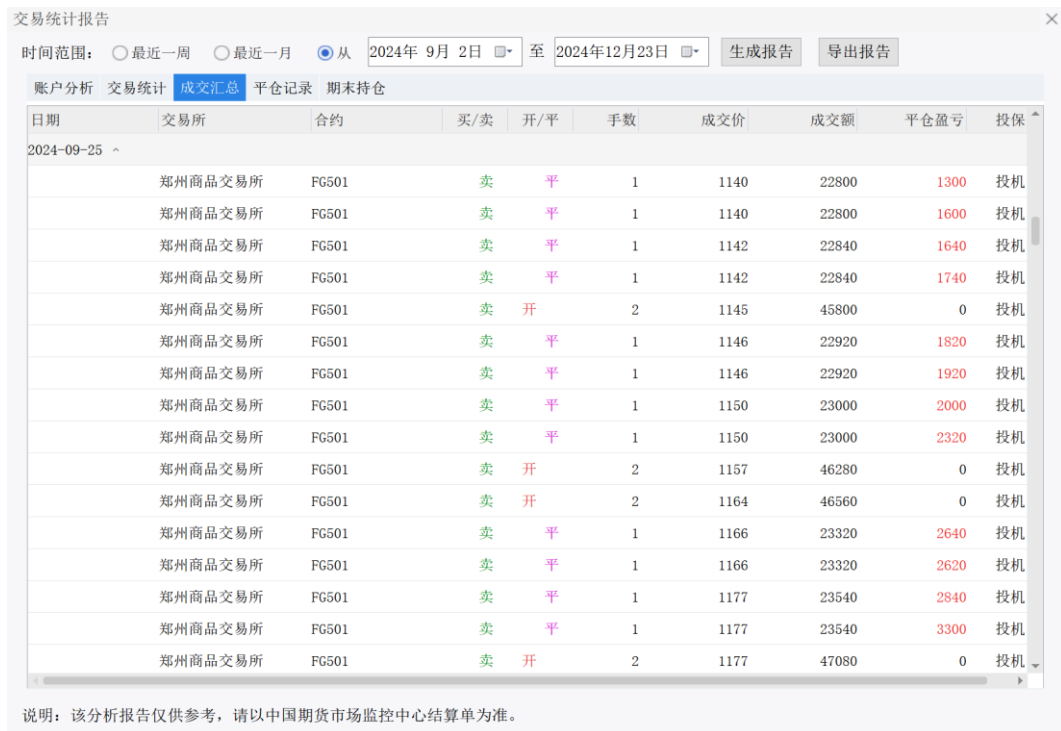 交易统计报告
时间范围： 最近一周 最近一月 从 2024年 9月 2日 至 2024年12月23日 生成报告 导出报告
账户分析 交易统计 成交汇总 平仓记录 期末持仓
日期 交易所 合约 买/卖 开/平 手数 成交价 成交额 平仓盈亏 投保
2024-09-25
郑州商品交易所 FG501 卖 平 1 1140 22800 1300 投机
郑州商品交易所 FG501 卖 平 1 1140 22800 1600 投机
郑州商品交易所 FG501 卖 平 1 1142 22840 1640 投机
郑州商品交易所 FG501 卖 平 1 1142 22840 1740 投机
郑州商品交易所 FG501 卖 开 2 1145 45800 0 投机
郑州商品交易所 FG501 卖 平 1 1146 22920 1820 投机
郑州商品交易所 FG501 卖 平 1 1146 22920 1920 投机
郑州商品交易所 FG501 卖 平 1 1150 23000 2000 投机
郑州商品交易所 FG501 卖 平 1 1150 23000 2320 投机
郑州商品交易所 FG501 卖 开 2 1157 46280 0 投机
郑州商品交易所 FG501 卖 开 2 1164 46560 0 投机
郑州商品交易所 FG501 卖 平 1 1166 23320 2640 投机
郑州商品交易所 FG501 卖 平 1 1166 23320 2620 投机
郑州商品交易所 FG501 卖 平 1 1177 23540 2840 投机
郑州商品交易所 FG501 卖 平 1 1177 23540 3300 投机
郑州商品交易所 FG501 卖 开 2 1177 47080 0 投机
说明：该分析报告仅供参考，请以中国期货市场监控中心结算单为准。